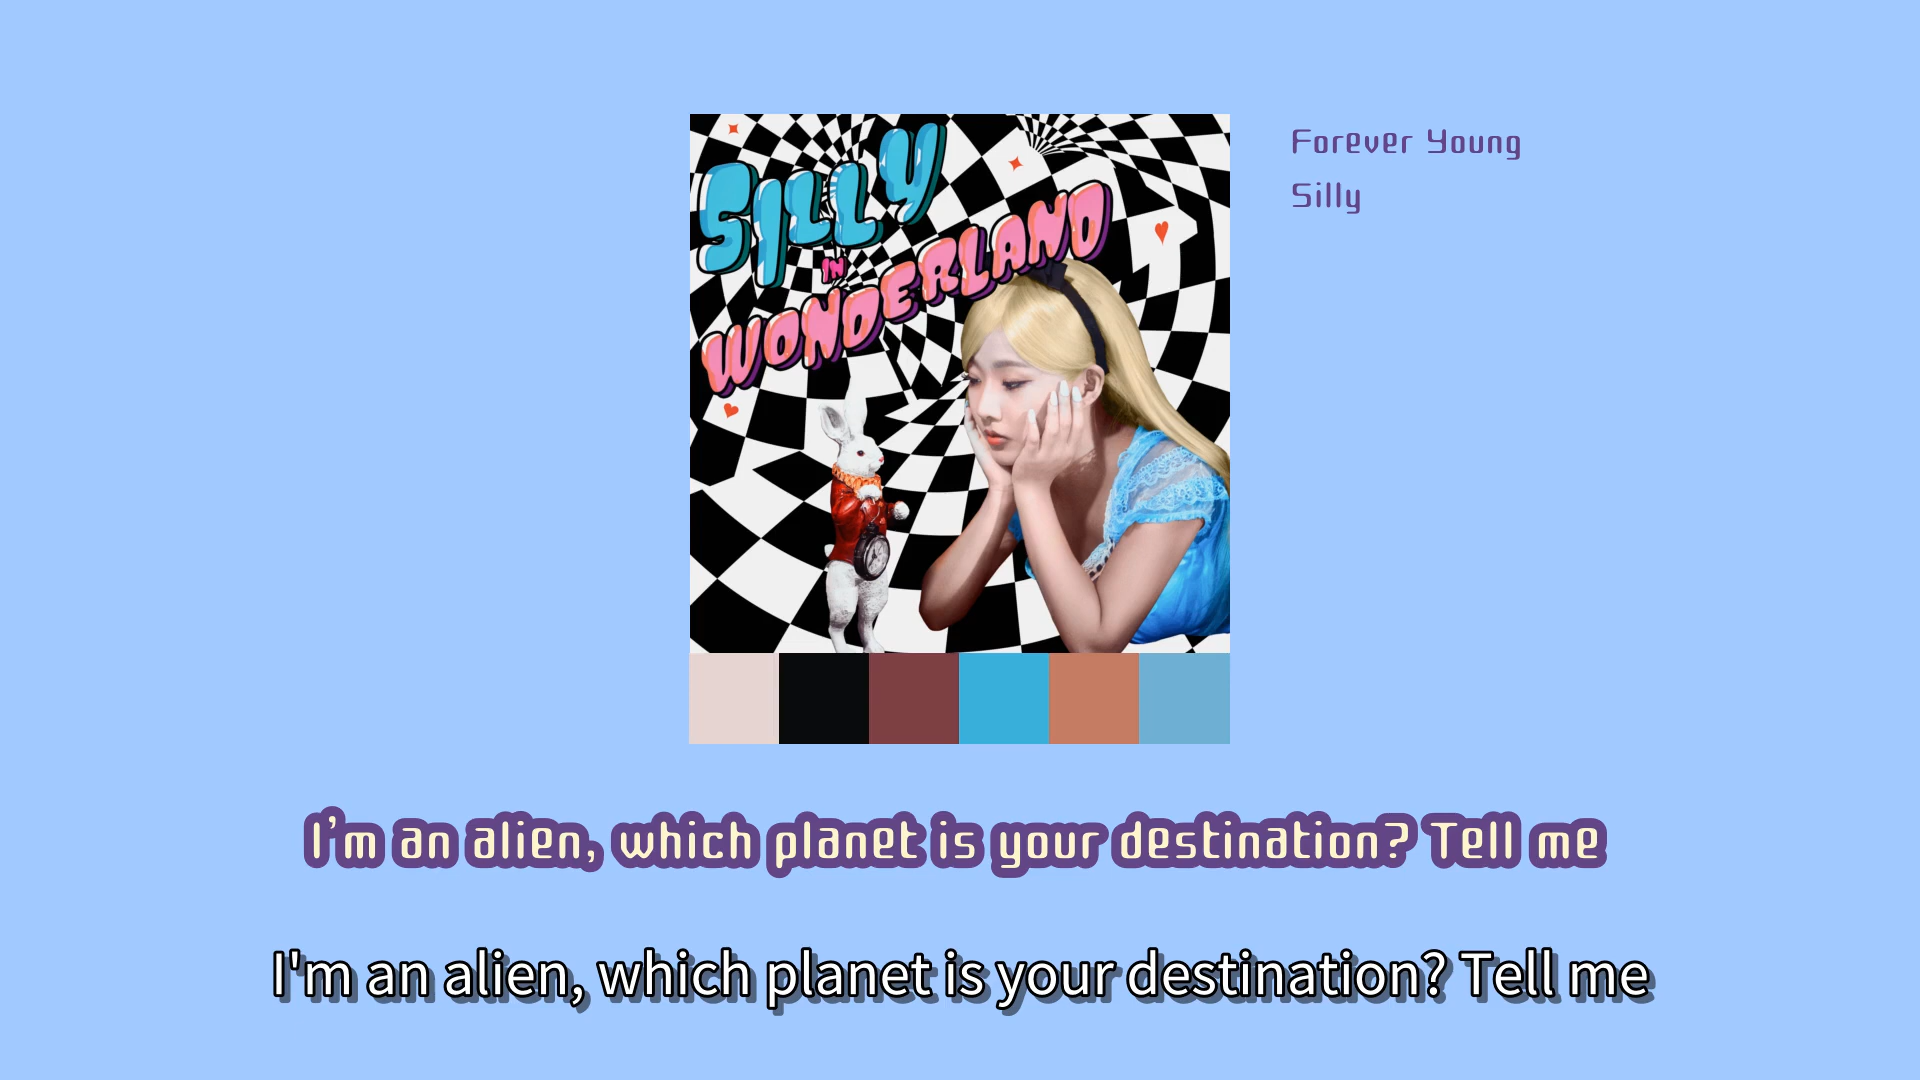 SILLY
IN
WONDERLAND
Forever Young
Silly
I'm an alien, which planet is your destination? Tell me
I'm an alien, which planet is your destination? Tell me